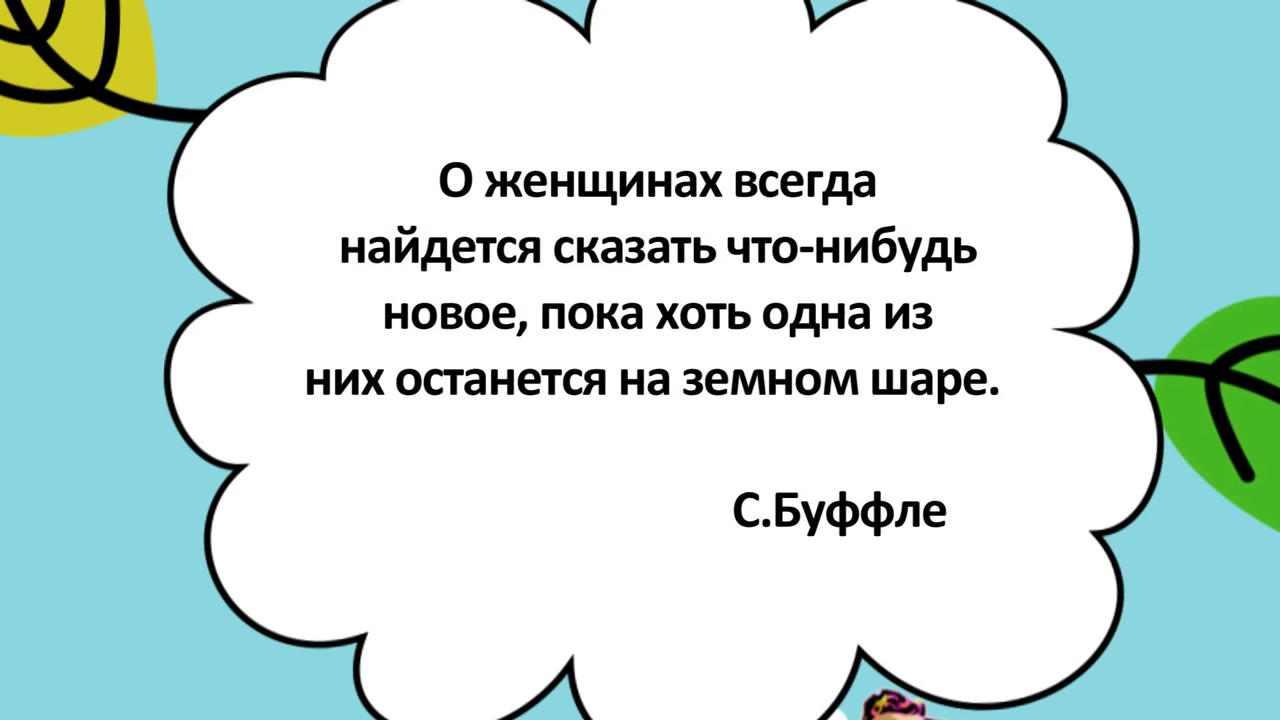 О женщинах всегда
найдется сказать что-нибудь
новое, пока хоть одна из
них останется на земном шаре.
С.Буффле